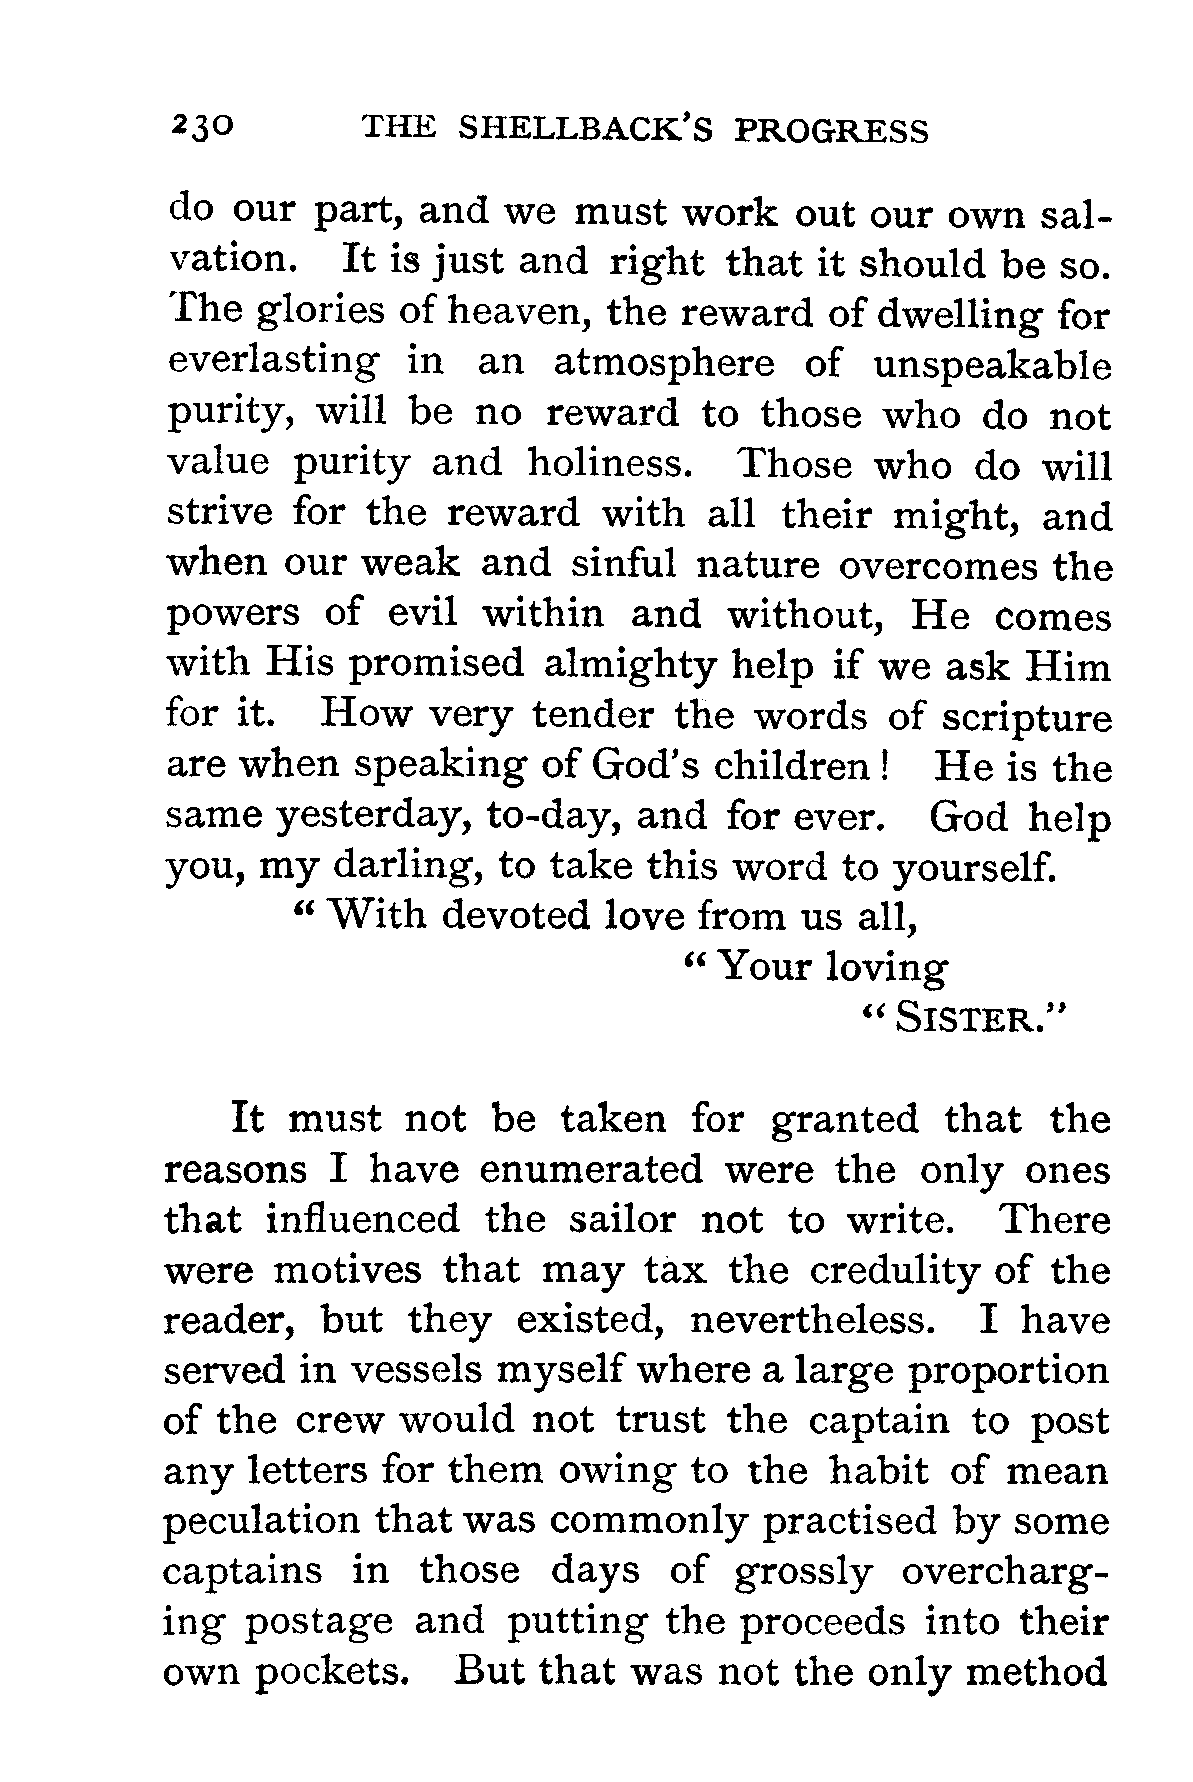 230 THE SHELLBACK'S PROGRESS
do our part, and we must work out our own sal-
vation. It is just and right that it should be so.
The glories of heaven, the reward of dwelling for
everlasting in an atmosphere of unspeakable
purity, will be no reward to those who do not
value purity and holiness. Those who do will
strive for the reward with all their might, and
when our weak and sinful nature overcomes the
powers of evil within and without, He comes
with His promised almighty help if we ask Him
for it. How very tender the words of scripture
are when speaking of God's children! He is the
same yesterday, to-day, and for ever. God help
you, my darling, to take this word to yourself.
“With devoted love from us all,
“Your loving
“SISTER.”
It must not be taken for granted that the
reasons I have enumerated were the only ones
that influenced the sailor not to write. There
were motives that may tax the credulity of the
reader, but they existed, nevertheless. I have
served in vessels myself where a large proportion
of the crew would not trust the captain to post
any letters for them owing to the habit of mean
peculation that was commonly practised by some
captains in those days of grossly overcharg-
ing postage and putting the proceeds into their
own pockets. But that was not the only method